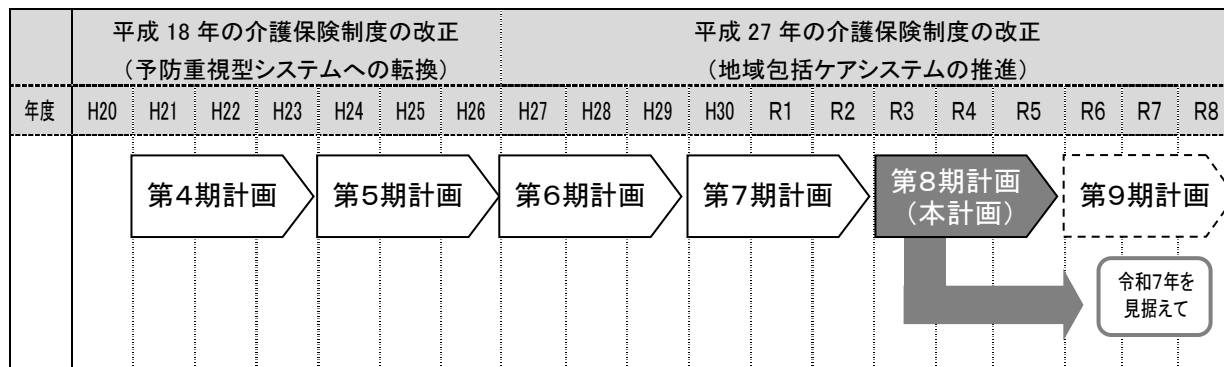 平成 18 年の介護保険制度の改正
（予防重視型システムへの転換）
平成 27 年の介護保険制度の改正
（地域包括ケアシステムの推進）
年度 H20 H21 H22 H23 H24 H25 H26 H27 H28 H29 H30 R1 R2 R3 R4 R5 R6 R7 R8
第4期計画 第5期計画 第6期計画 第7期計画
第8期計画
（本計画）
第9期計画
令和7年を
見据えて